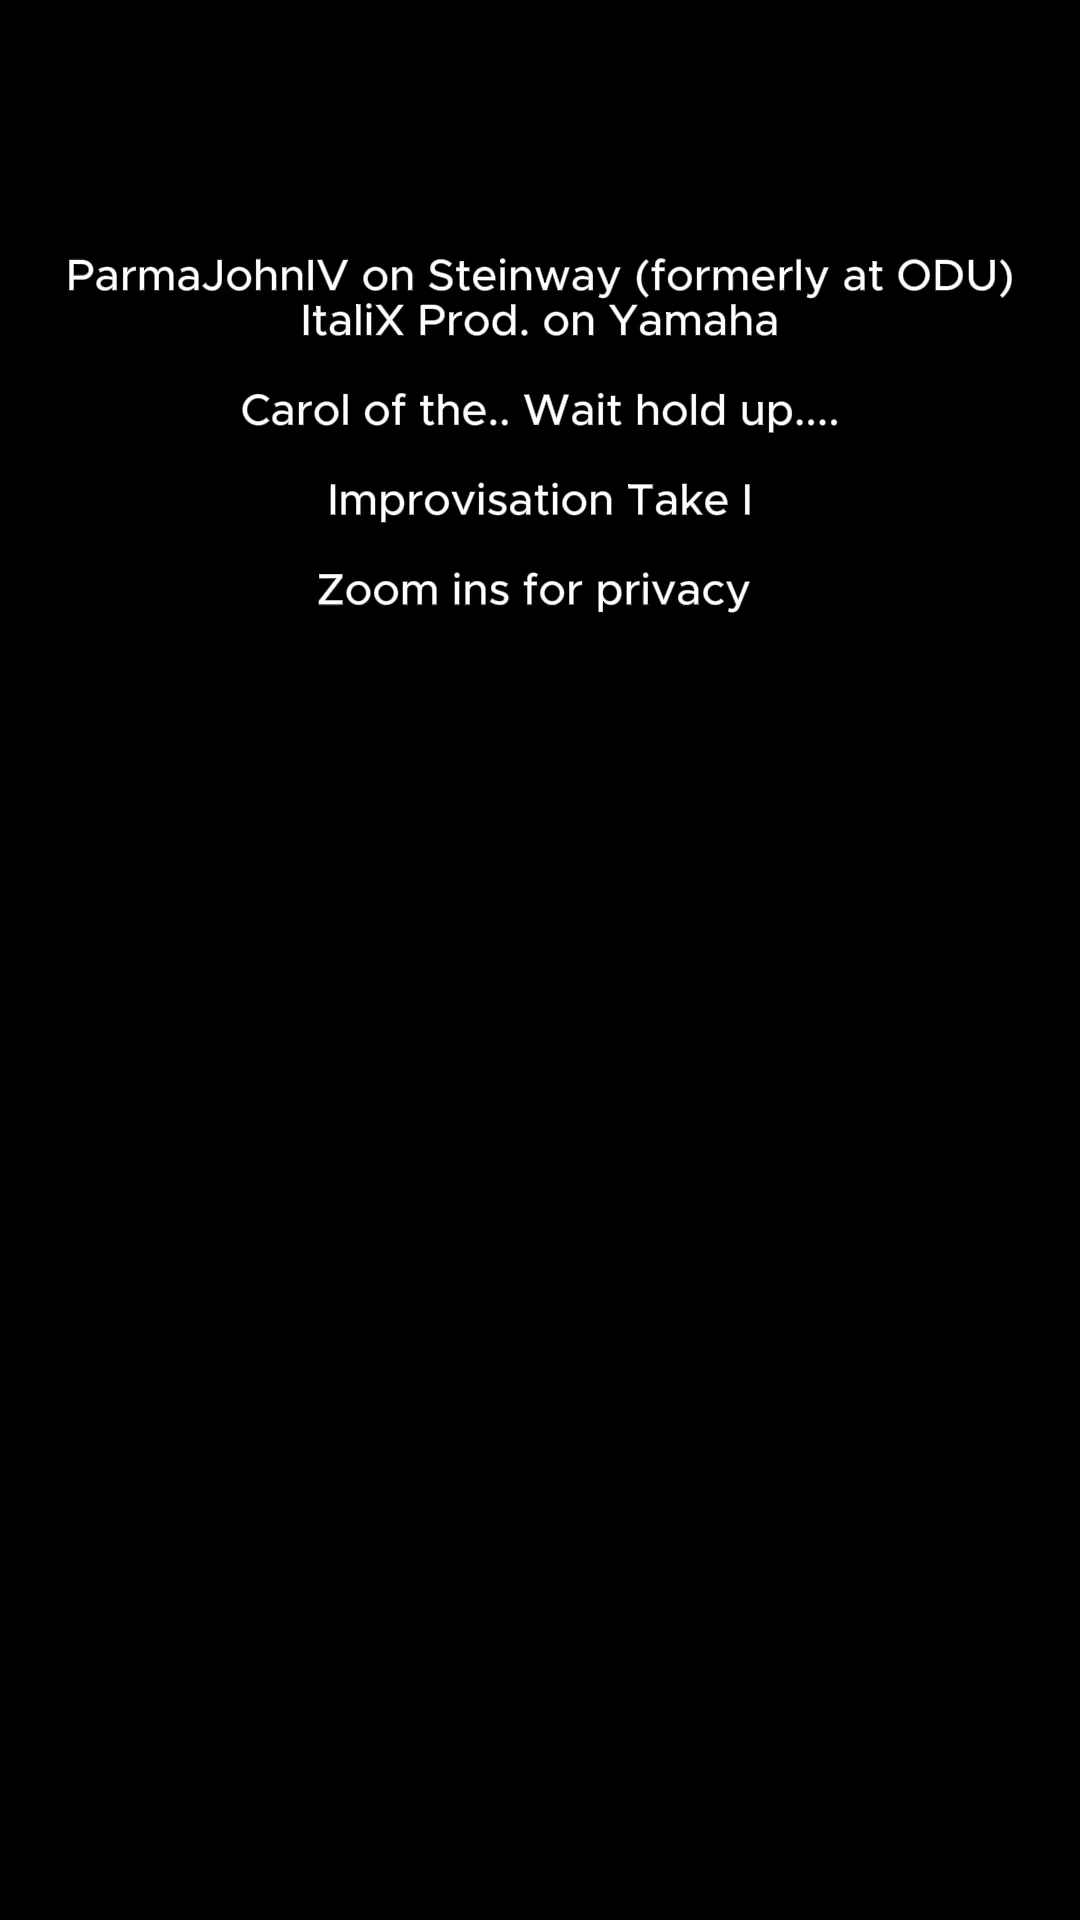 ParmaJohnIV on Steinway (formerly at ODU)
ItaliX Prod. on Yamaha
Carol of the.. Wait hold up....
Improvisation Take I
Zoom ins for privacy